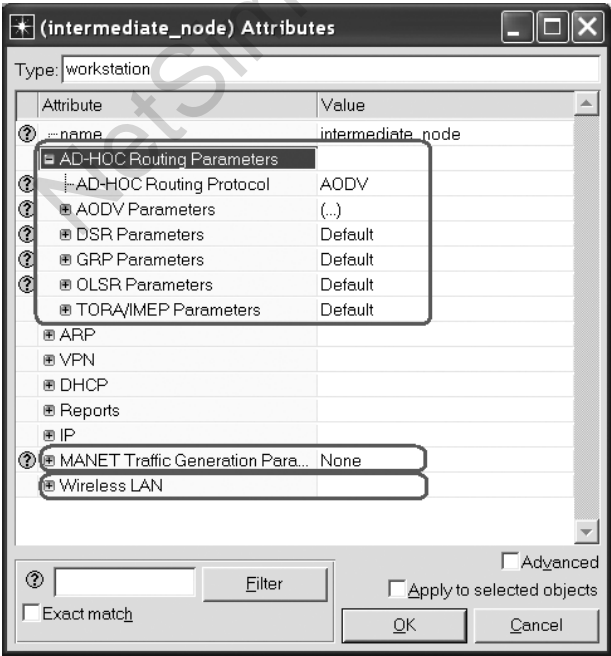 (intermediate_node) Attributes
Type: workstation
Attribute Value
name intermediate_node
AD-HOC Routing Parameters
AD-HOC Routing Protocol AODV
AODV Parameters (...)
DSR Parameters Default
GRP Parameters Default
OLSR Parameters Default
TORA/IMEP Parameters Default
ARP
VPN
DHCP
Reports
IP
MANET Traffic Generation Para... None
Wireless LAN
Advanced
Filter
Apply to selected objects
Exact match
OK Cancel
NetSim